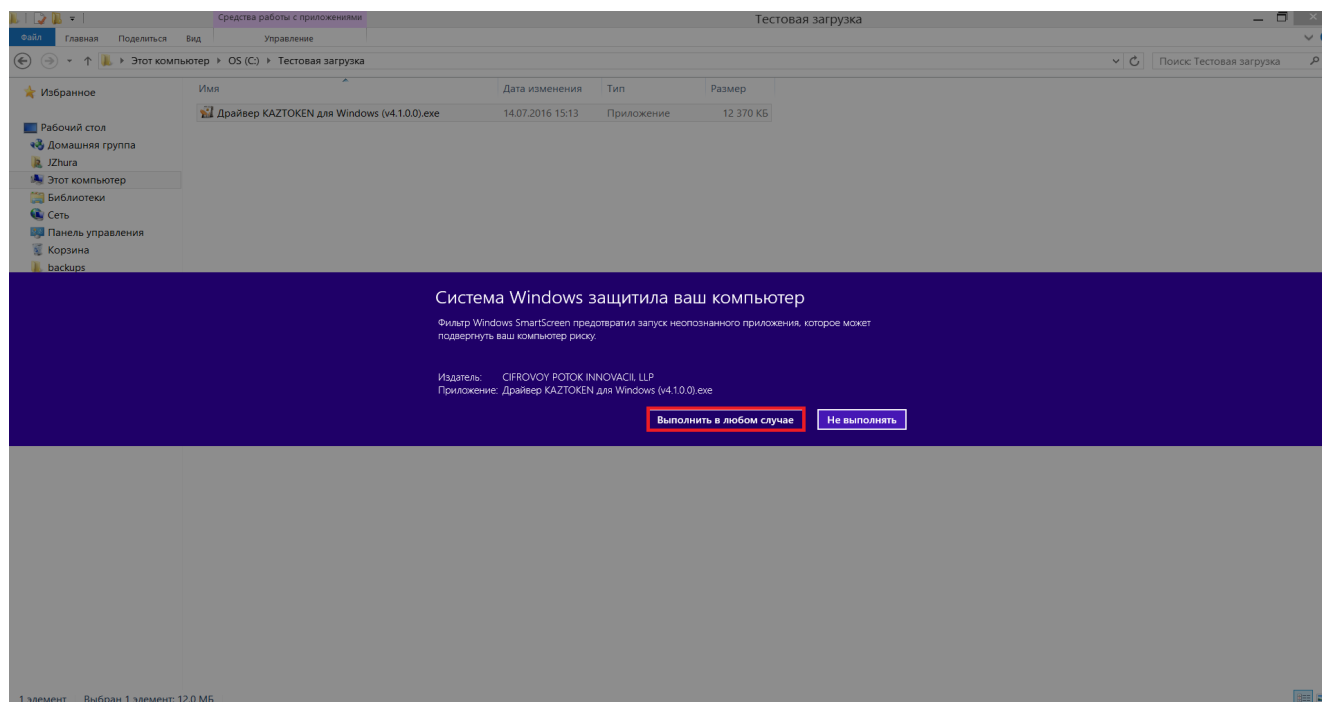 Средства работы с приложениями
Тестовая загрузка
Файл Главная Поделиться Вид Управление
Этот компьютер OS (C:) Тестовая загрузка
Поиск: Тестовая загрузка
Избранное
Имя Дата изменения Тип Размер
Драйвер KAZTOKEN для Windows (v4.1.0.0).exe 14.07.2016 15:13 Приложение 12 370 КБ
Рабочий стол
Домашняя группа
JZhura
Этот компьютер
Библиотеки
Сеть
Панель управления
Корзина
backups
Система Windows защитила ваш компьютер
Фильтр Windows SmartScreen предотвратил запуск неопознанного приложения, которое может
подвергнуть ваш компьютер риску.
Издатель: CIFROVOY POTOK INNOVACII, LLP
Приложение: Драйвер KAZTOKEN для Windows (v4.1.0.0).exe
Выполнить в любом случае Не выполнять
1 элемент Выбран 1 элемент: 12,0 МБ